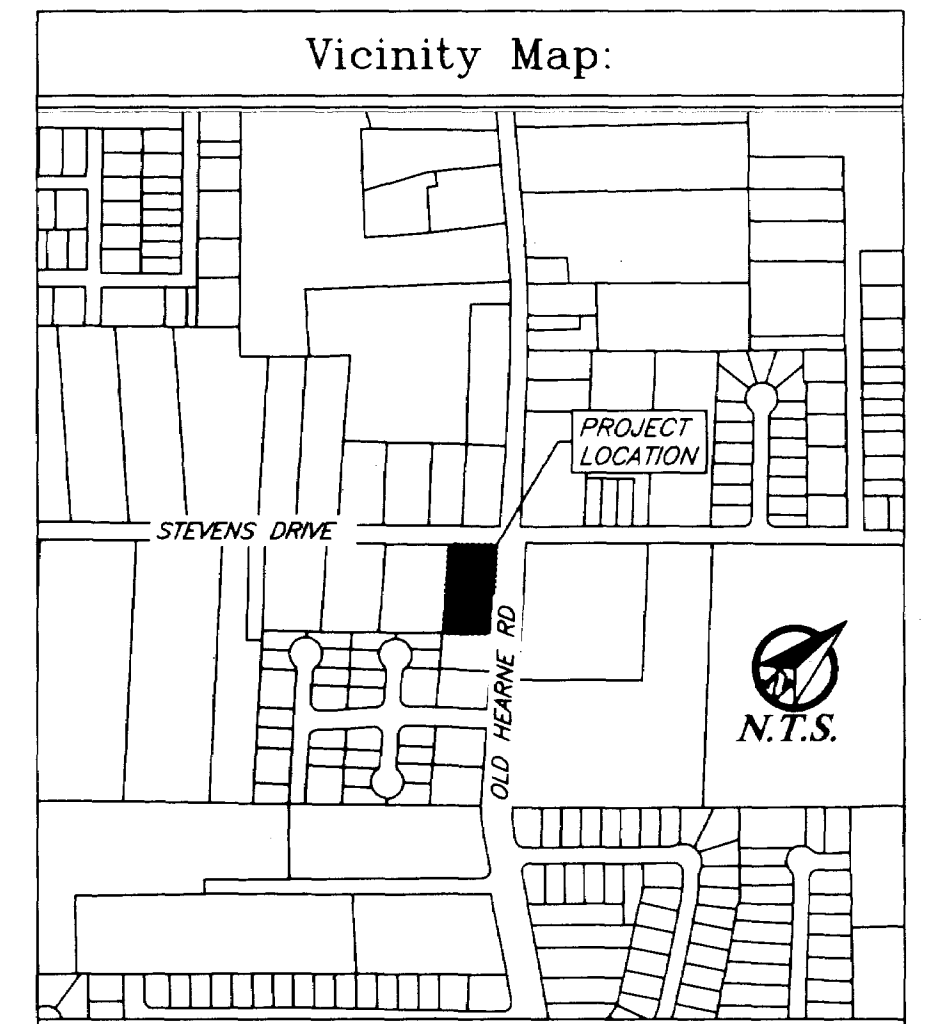 Vicinity Map:
PROJECT
LOCATION
STEVENS DRIVE
OLD HEARNE RD
N
N.T.S.